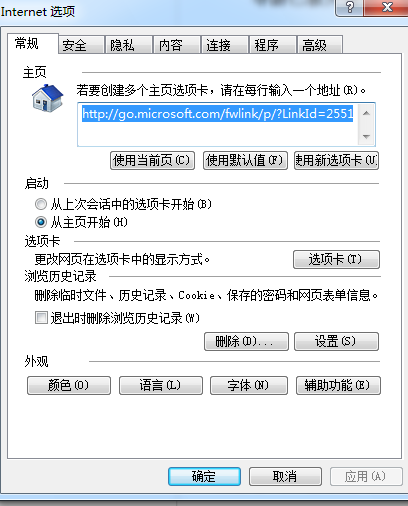 Internet 选项
常规 安全 隐私 内容 连接 程序 高级
主页
若要创建多个主页选项卡，请在每行输入一个地址(R)。
http://go.microsoft.com/fwlink/p/?LinkId=2551
使用当前页(C) 使用默认值(F) 使用新选项卡(U
启动
从上次会话中的选项卡开始(B)
从主页开始(H)
选项卡
更改网页在选项卡中的显示方式。 选项卡(T)
浏览历史记录
删除临时文件、历史记录、Cookie、保存的密码和网页表单信息。
退出时删除浏览历史记录(W)
删除(D)... 设置(S)
外观
颜色(O) 语言(L) 字体(N) 辅助功能(E)
确定 取消 应用(A)